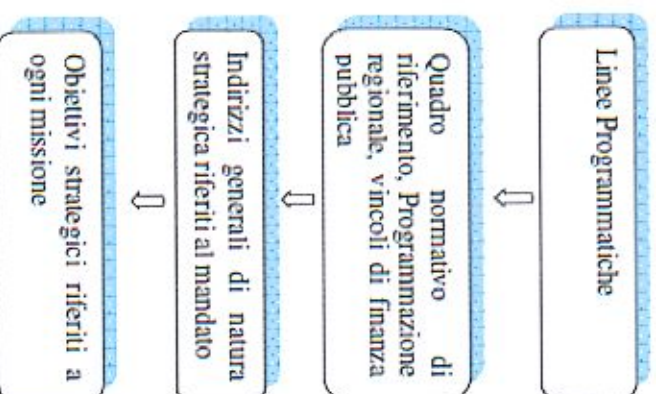 Linee Programmatiche
Quadro normativo di
riferimento, Programmazione
regionale, vincoli di finanza
pubblica
Indirizzi generali di natura
strategica riferiti al mandato
Obiettivi strategici riferiti a
ogni missione